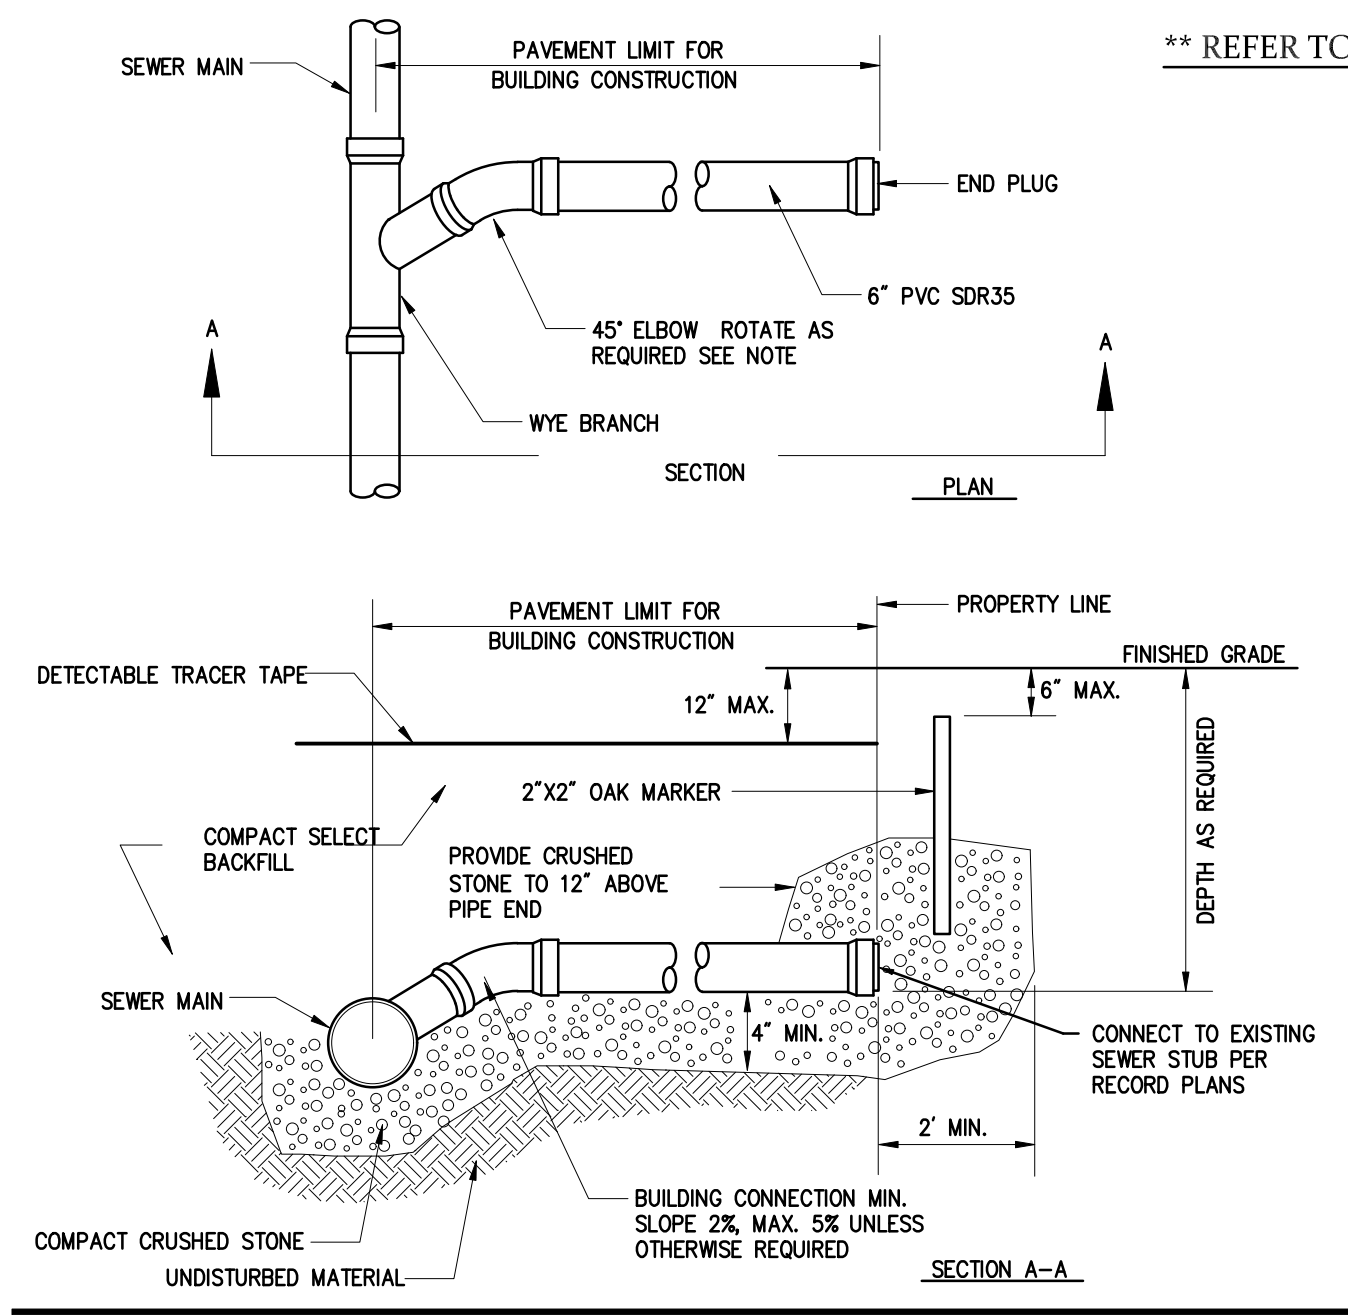 ** REFER TO
PAVEMENT LIMIT FOR
BUILDING CONSTRUCTION
SEWER MAIN
END PLUG
6" PVC SDR35
45° ELBOW ROTATE AS
REQUIRED SEE NOTE
A
A
WYE BRANCH
SECTION
PLAN
PAVEMENT LIMIT FOR
BUILDING CONSTRUCTION
PROPERTY LINE
FINISHED GRADE
DETECTABLE TRACER TAPE
12" MAX.
6" MAX.
2"X2" OAK MARKER
DEPTH AS REQUIRED
COMPACT SELECT
BACKFILL
PROVIDE CRUSHED
STONE TO 12" ABOVE
PIPE END
SEWER MAIN
4" MIN.
CONNECT TO EXISTING
SEWER STUB PER
RECORD PLANS
2' MIN.
BUILDING CONNECTION MIN.
SLOPE 2%, MAX. 5% UNLESS
OTHERWISE REQUIRED
COMPACT CRUSHED STONE
UNDISTURBED MATERIAL
SECTION A-A